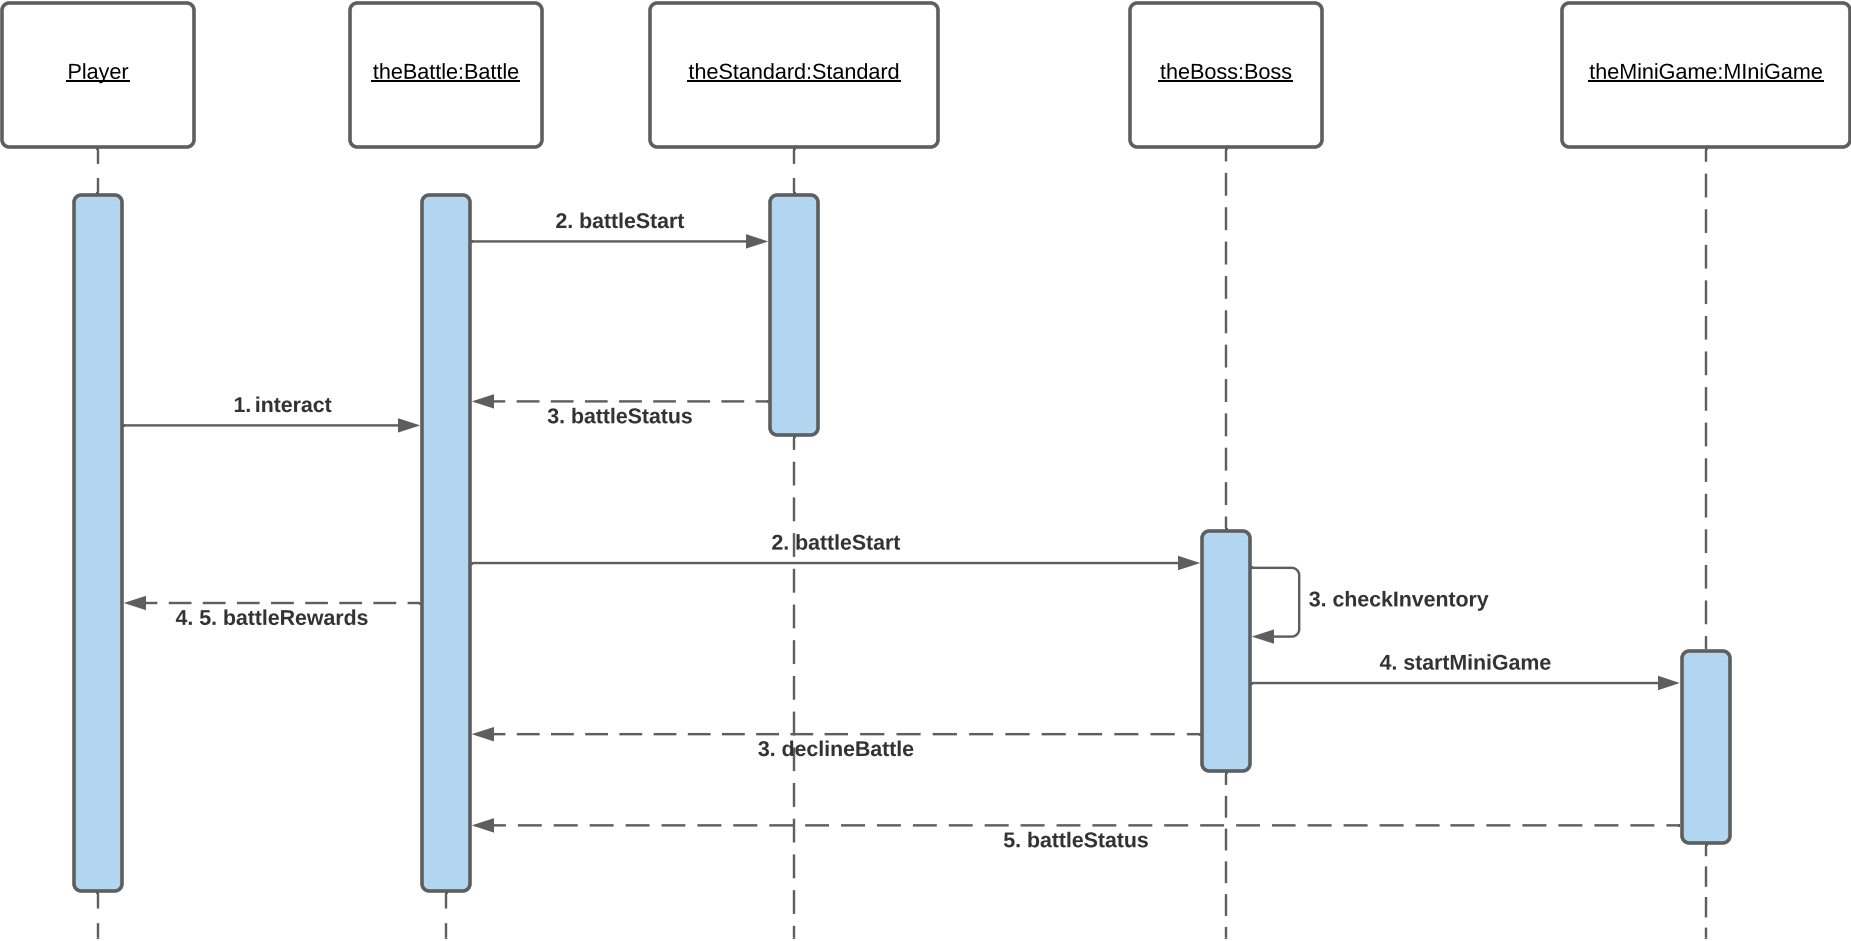 Player
theBattle:Battle
theStandard:Standard
theBoss:Boss
theMiniGame:MIniGame
2. battleStart
1. interact
3. battleStatus
2. battleStart
4. 5. battleRewards
3. checkInventory
4. startMiniGame
3. declineBattle
5. battleStatus